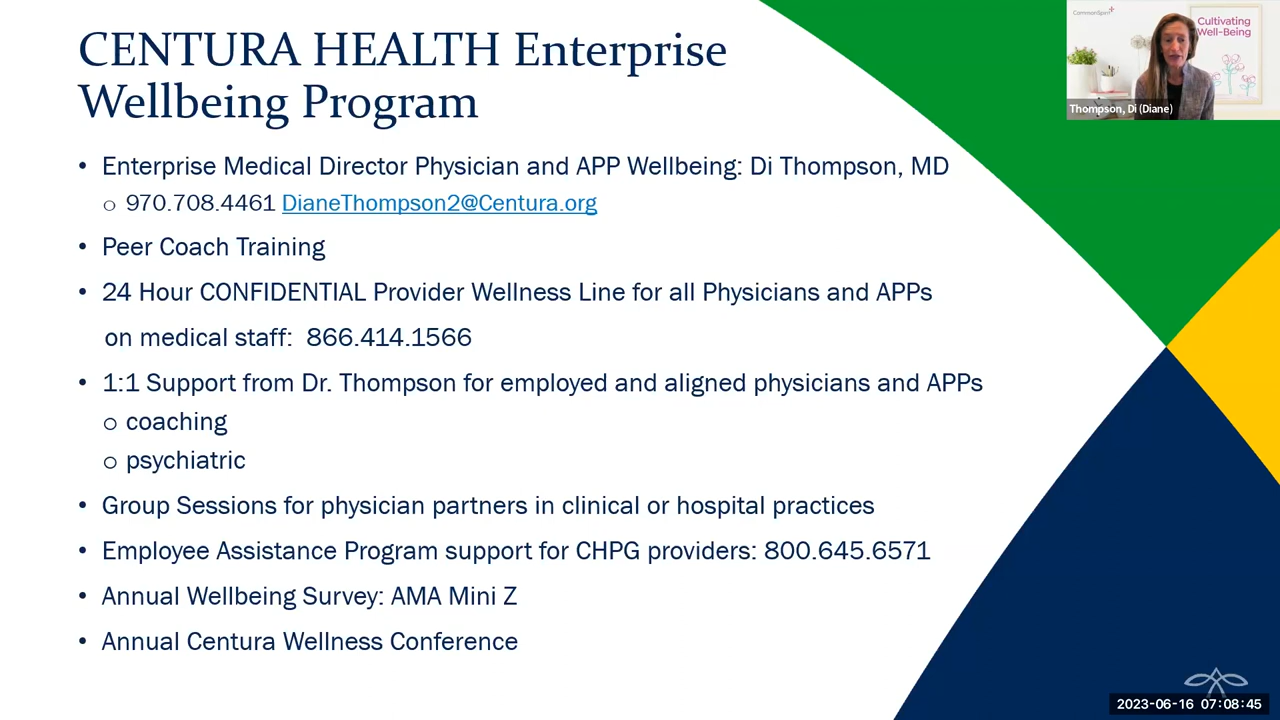 CENTURA HEALTH Enterprise
Wellbeing Program
• Enterprise Medical Director Physician and APP Wellbeing: Di Thompson, MD
o 970.708.4461 DianeThompson2@Centura.org
• Peer Coach Training
• 24 Hour CONFIDENTIAL Provider Wellness Line for all Physicians and APPs
on medical staff: 866.414.1566
• 1:1 Support from Dr. Thompson for employed and aligned physicians and APPs
o coaching
o psychiatric
• Group Sessions for physician partners in clinical or hospital practices
• Employee Assistance Program support for CHPG providers: 800.645.6571
• Annual Wellbeing Survey: AMA Mini Z
• Annual Centura Wellness Conference
CommonSpirit
Cultivating
Well-Being
Thompson, Di (Diane)
2023-06-16 07:08:45